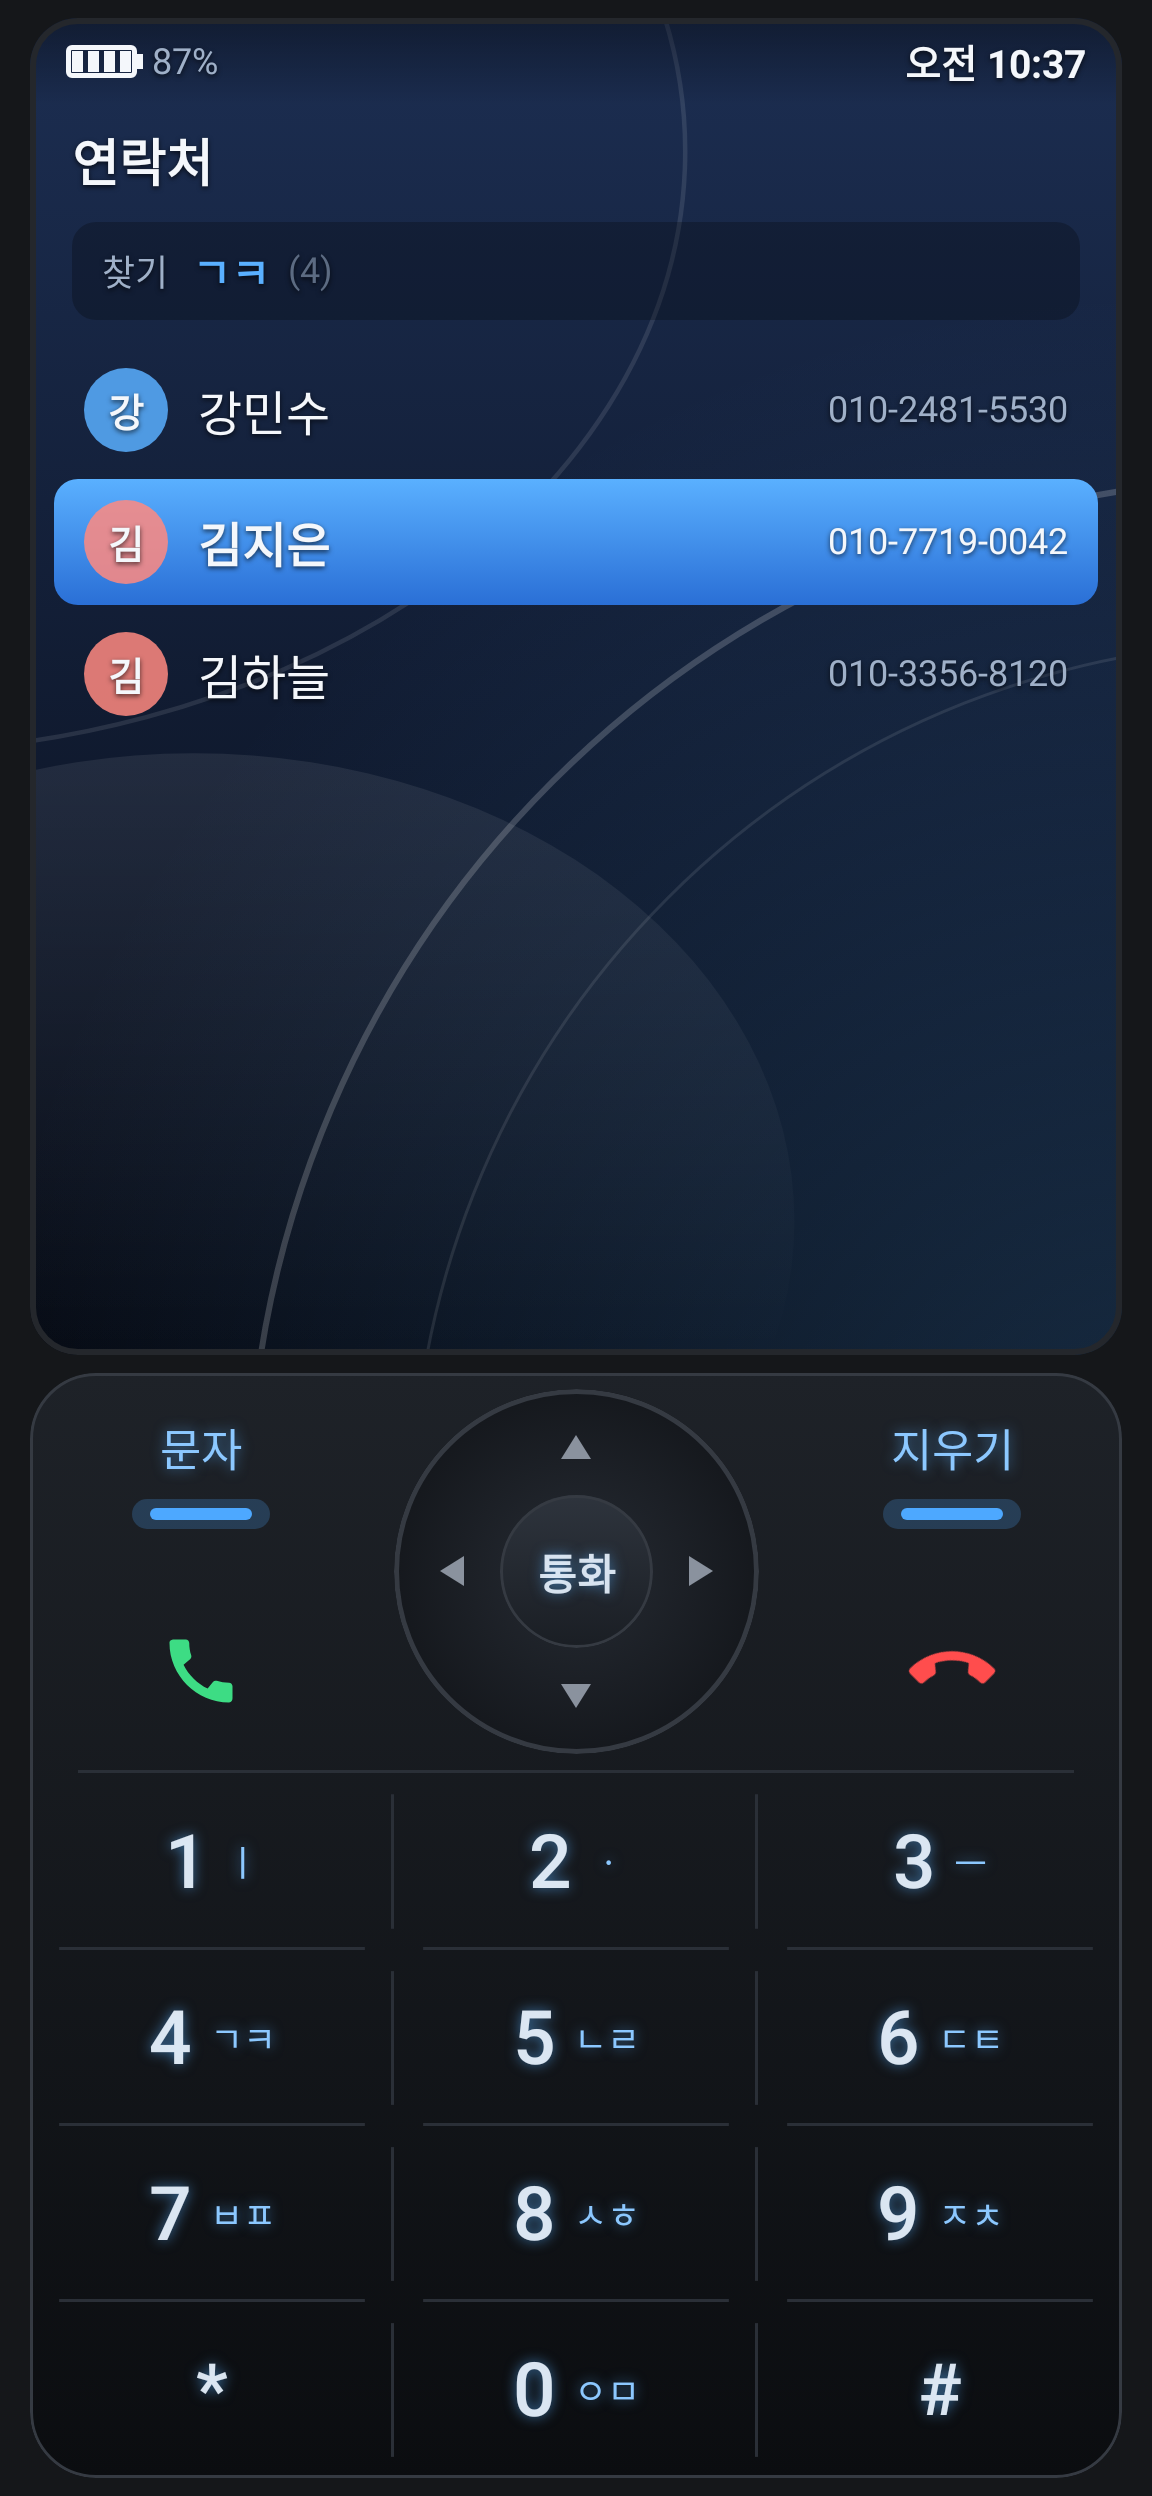 87% 오전 10:37
연락처
찾기 ㄱㅋ (4)
강 강민수 010-2481-5530
김 김지은 010-7719-0042
김 김하늘 010-3356-8120
문자 지우기
통화
1 ㅣ 2 · 3 ㅡ
4 ㄱㅋ 5 ㄴㄹ 6 ㄷㅌ
7 ㅂㅍ 8 ㅅㅎ 9 ㅈㅊ
* 0 ㅇㅁ #